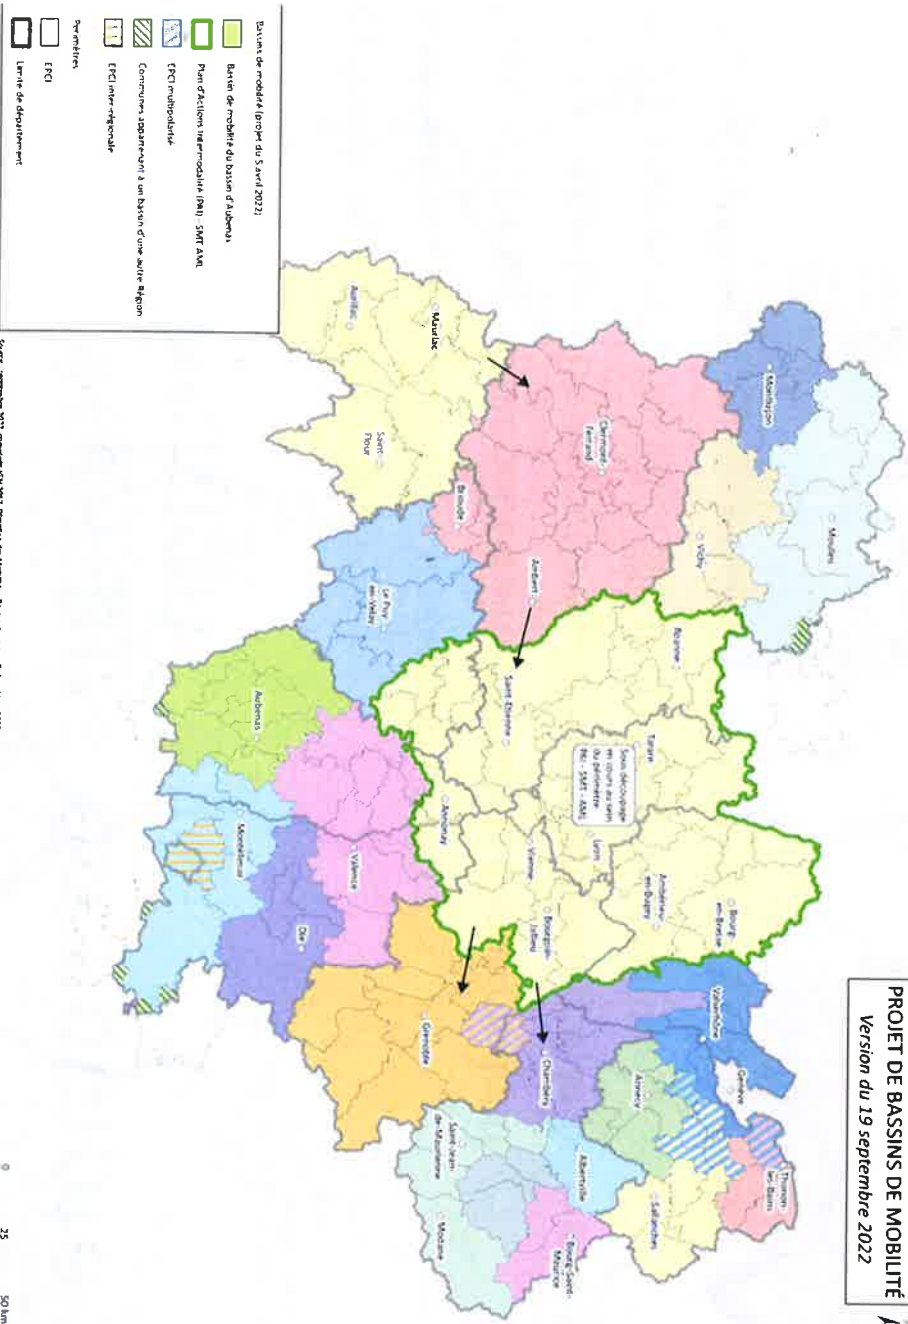 PROJET DE BASSINS DE MOBILITÉ
Version du 19 septembre 2022
Moulins
Montluçon
Vichy
Clermont-
Ferrand
Ambert
Brioude
Mauriac
Aurillac
Saint-
Flour
Le Puy
en-Velay
Roanne
Tarare
Saint-Etienne
Sous découpage
en cours au sein
du périmètre
PAI - SMT - AML
Lyon
Vienne
Annonay
Bourg-
en-Bresse
Ambérieu-
en-Bugey
Bourgoin-
Jallieu
Valserhône
Genève
Thonon-
les-Bains
Annecy
Sallanches
Chambéry
Albertville
Bourg-Saint-
Maurice
Grenoble
Saint-Jean-
de-Maurienne
Modane
Valence
Die
Aubenas
Montélimar
Bassins de mobilité (projet du 5 avril 2022)
Bassin de mobilité du bassin d'Aubenas
Plan d'Actions Intermodalité (PAI) - SMT AML
EPCI multipolarisé
Communes appartenant à un bassin d'une autre Région
EPCI inter-régionale
Périmètres
EPCI
Limite de département
0 25 50 km